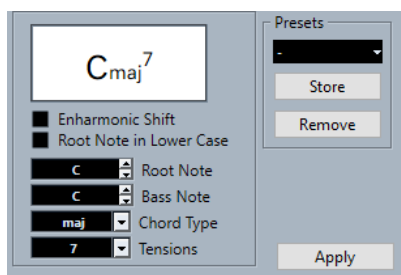 Cmaj7
Enharmonic Shift
Root Note in Lower Case
C Root Note
C Bass Note
maj Chord Type
7 Tensions
Presets
-
Store
Remove
Apply